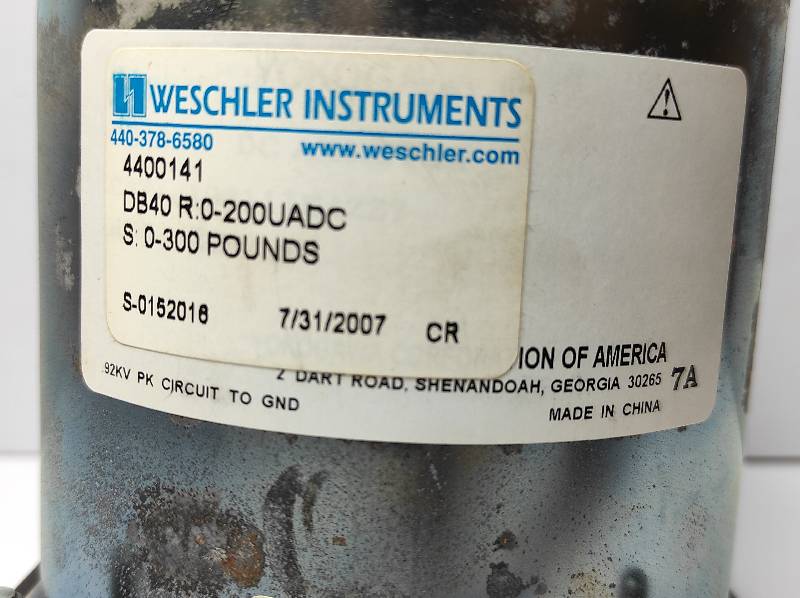 WESCHLER INSTRUMENTS
440-378-6580 www.weschler.com
4400141
DB40 R:0-200UADC
S: 0-300 POUNDS
S-0152016 7/31/2007 CR
ION OF AMERICA
2 DART ROAD, SHENANDOAH, GEORGIA 30265 7A
.92KV PK CIRCUIT TO GND
MADE IN CHINA